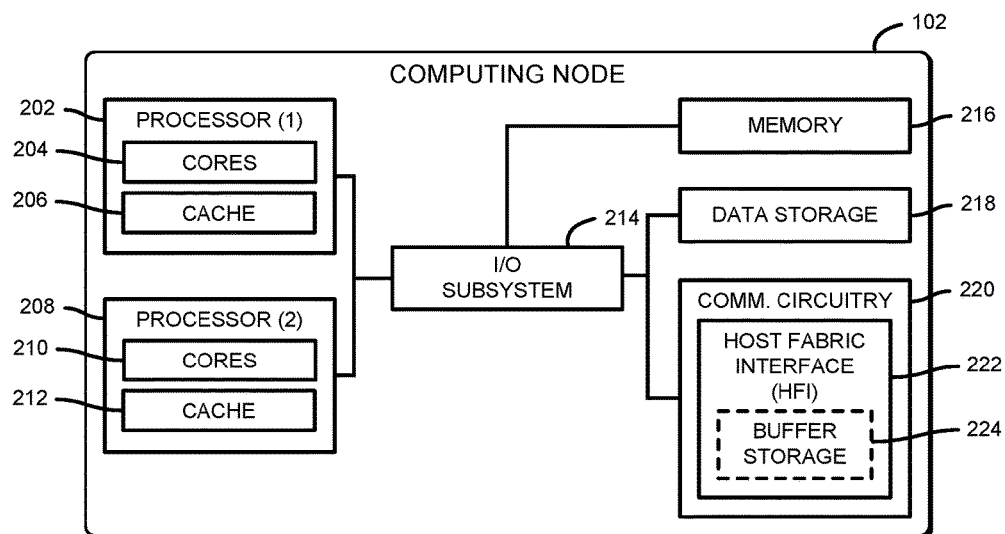 102
COMPUTING NODE
202
PROCESSOR (1)
204
CORES
206
CACHE
208
PROCESSOR (2)
210
CORES
212
CACHE
214
I/O
SUBSYSTEM
MEMORY
216
DATA STORAGE
218
COMM. CIRCUITRY
220
HOST FABRIC
INTERFACE
(HFI)
222
BUFFER
STORAGE
224